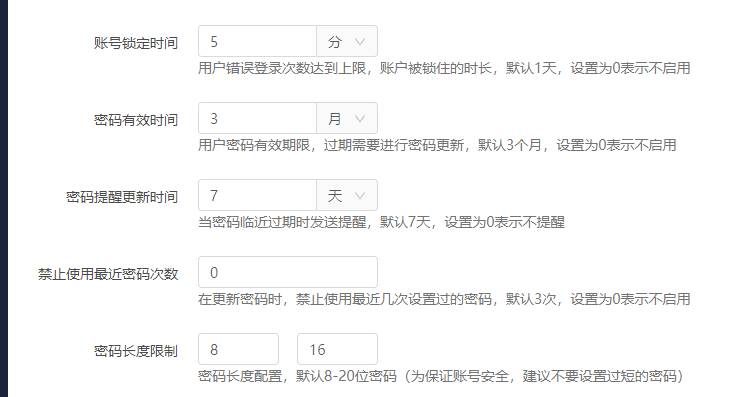 账号锁定时间 5 分
用户错误登录次数达到上限，账户被锁住的时长，默认1天，设置为0表示不启用
密码有效时间 3 月
用户密码有效期限，过期需要进行密码更新，默认3个月，设置为0表示不启用
密码提醒更新时间 7 天
当密码临近过期时发送提醒，默认7天，设置为0表示不提醒
禁止使用最近密码次数 0
在更新密码时，禁止使用最近几次设置过的密码，默认3次，设置为0表示不启用
密码长度限制 8 16
密码长度配置，默认8-20位密码（为保证账号安全，建议不要设置过短的密码）